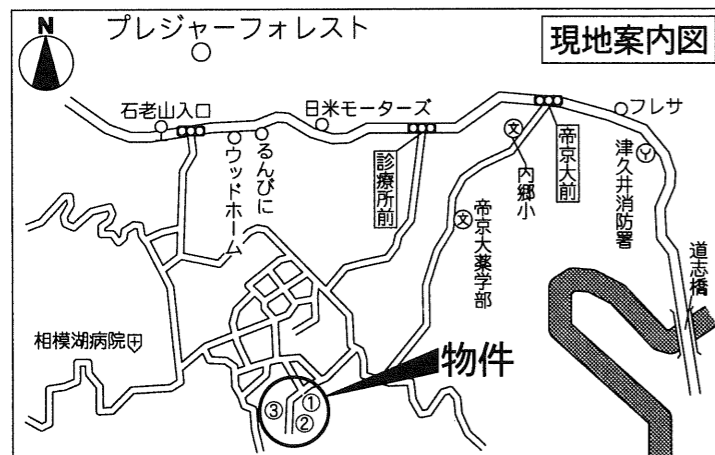 N
プレジャーフォレスト
現地案内図
石老山入口
日米モーターズ
フレサ
ウッドホーム
るんびに
診療所前
文
内郷小
帝京大前
津久井消防署
文
帝京大薬学部
道志橋
相模湖病院
物件
①
②
③